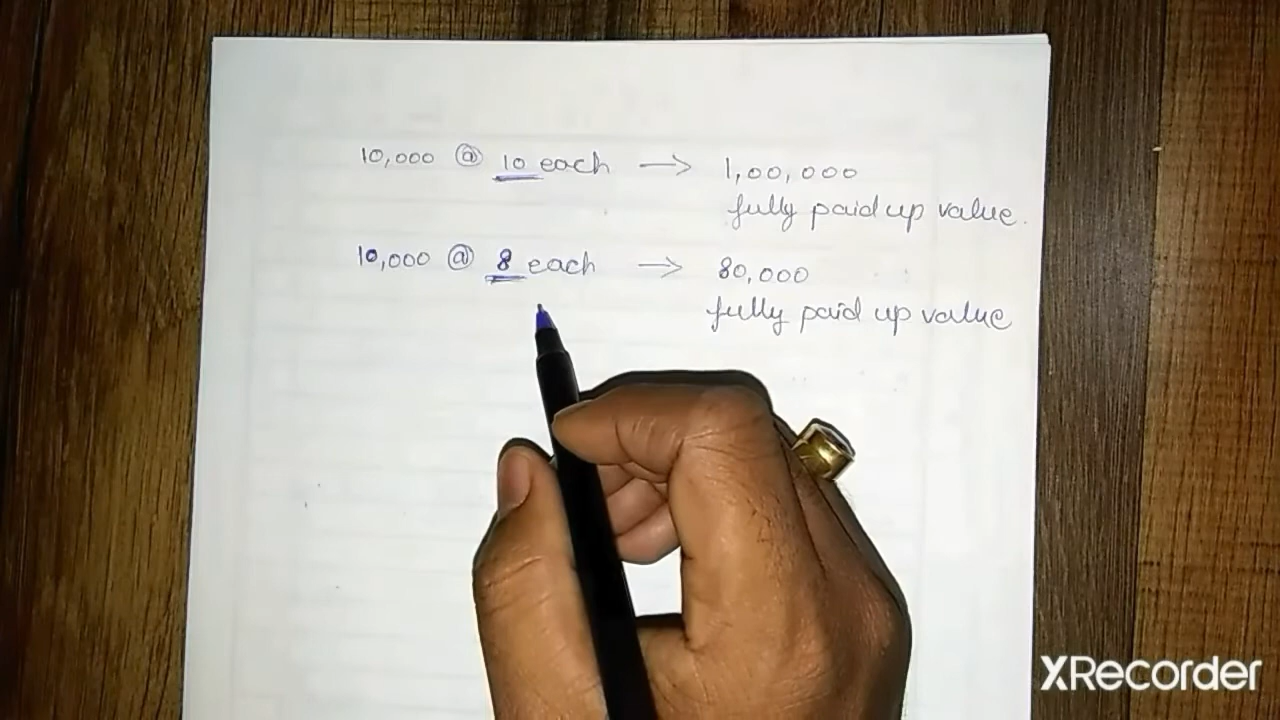 10,000 @ 10 each → 1,00,000
fully paid up value.
10,000 @ 8 each → 80,000
fully paid up value
XRecorder